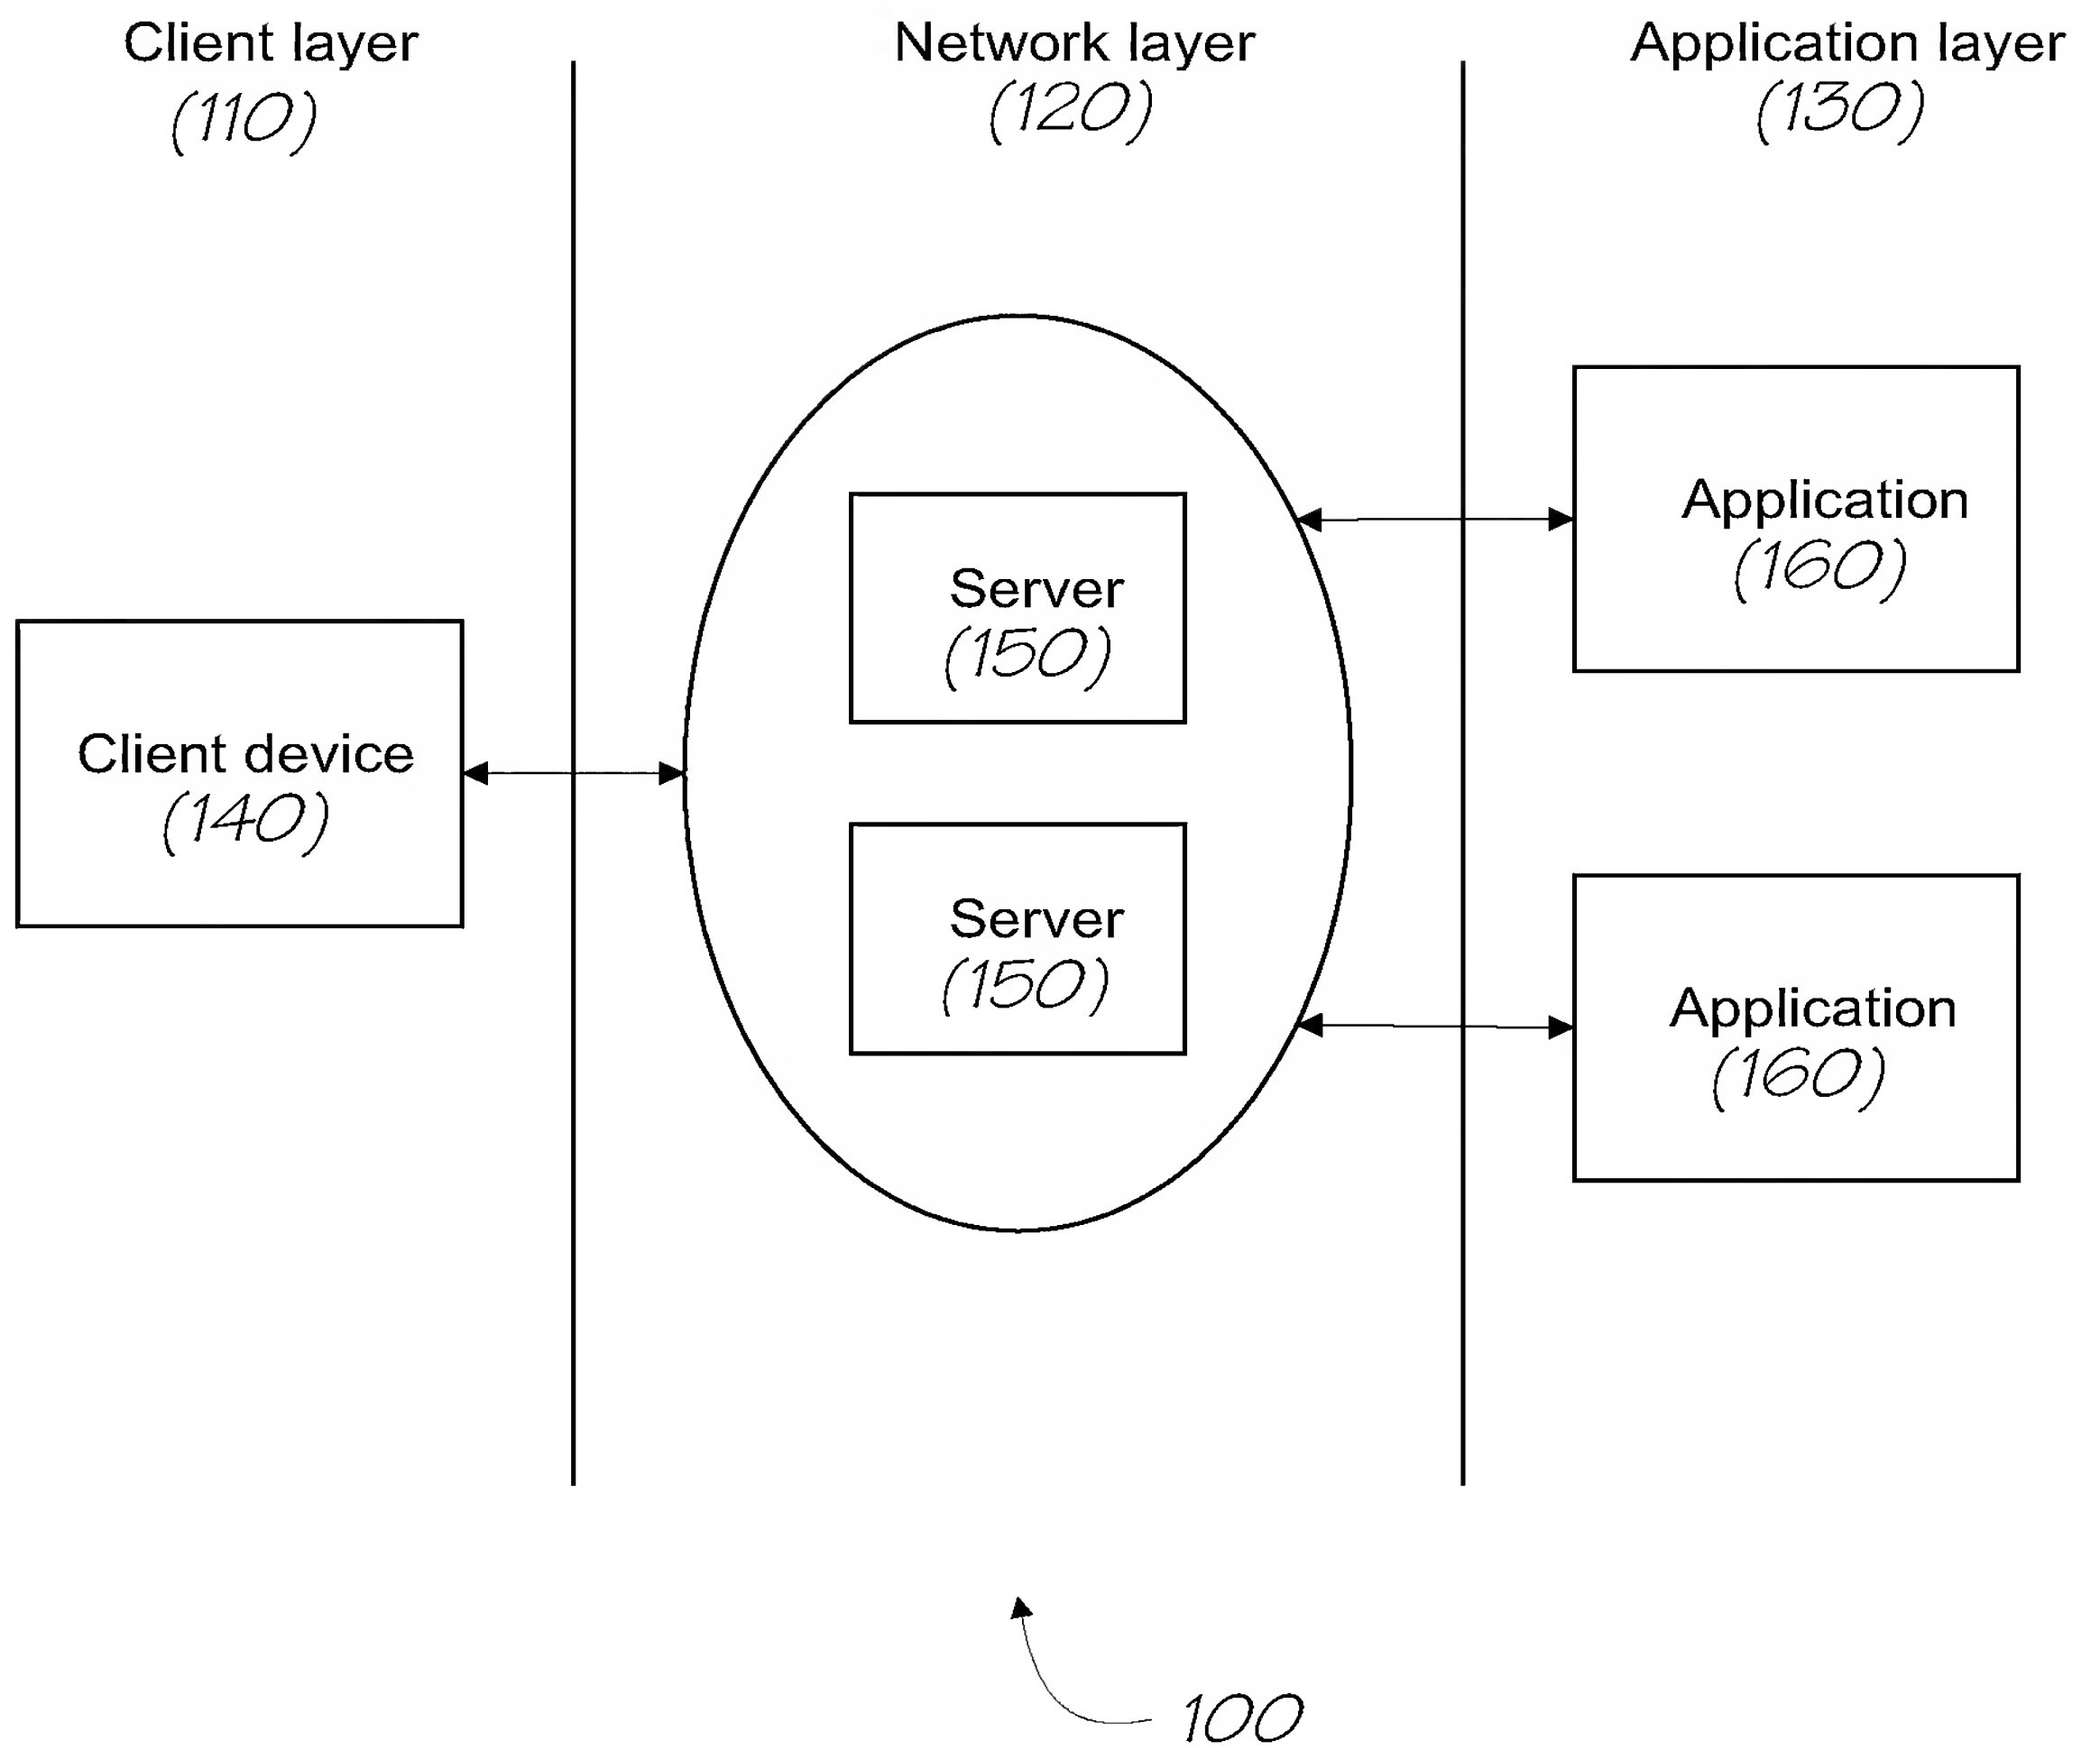 Client layer
(110)
Network layer
(120)
Application layer
(130)
Client device
(140)
Server
(150)
Server
(150)
Application
(160)
Application
(160)
100